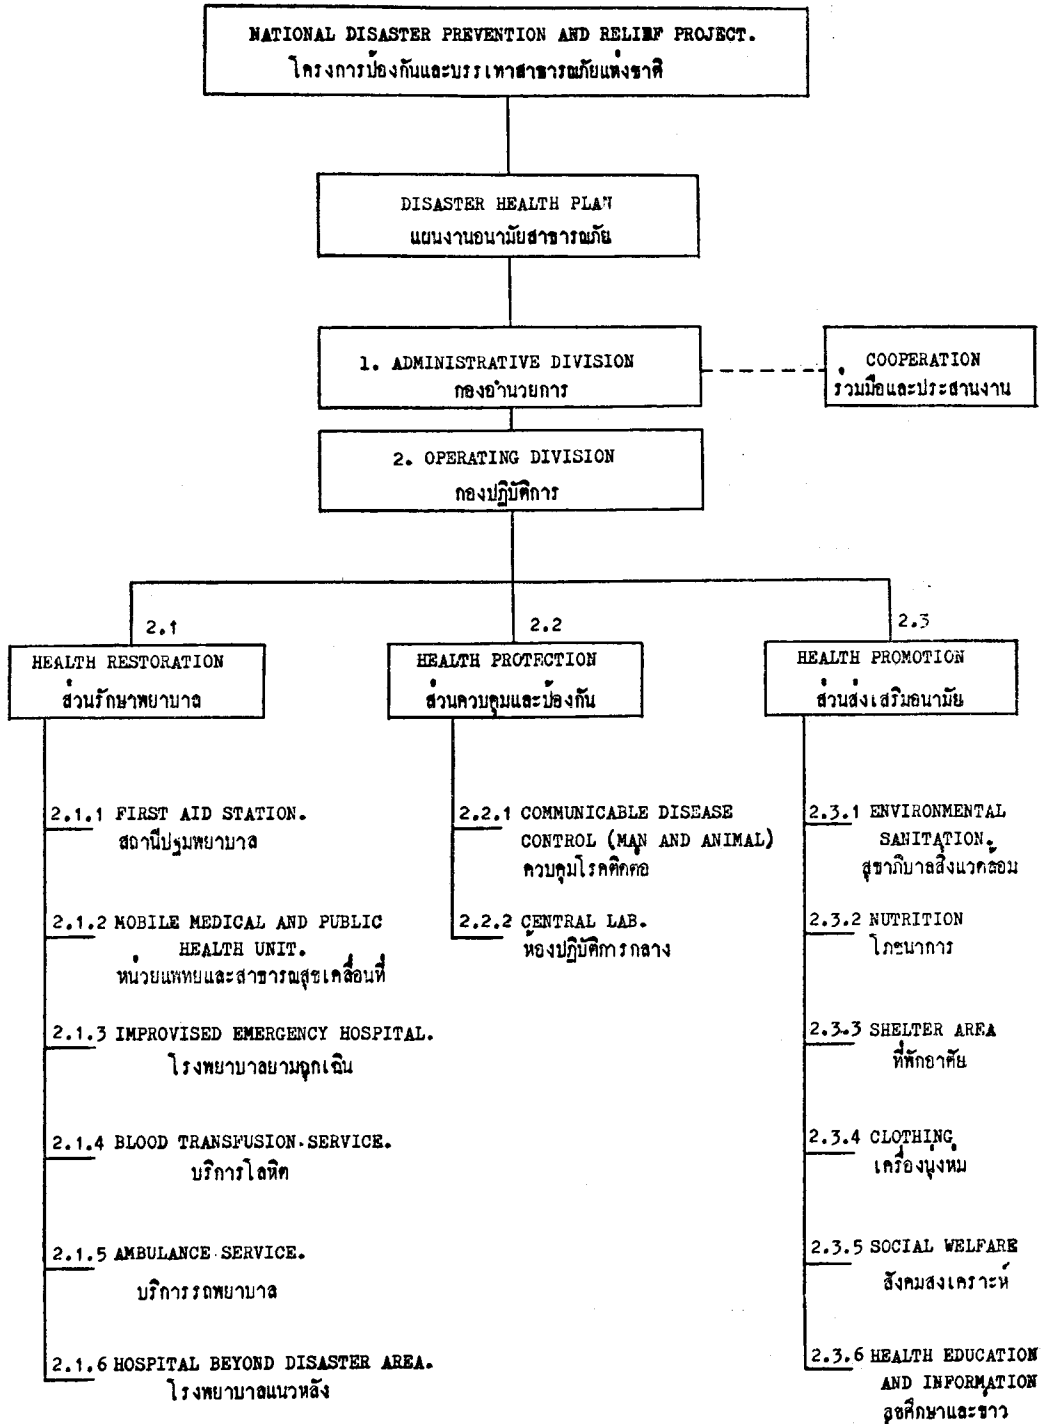 NATIONAL DISASTER PREVENTION AND RELIEF PROJECT.
โครงการป้องกันและบรรเทาสาธารณภัยแห่งชาติ
DISASTER HEALTH PLAN
แผนงานอนามัยสาธารณภัย
1. ADMINISTRATIVE DIVISION
กองอำนวยการ
COOPERATION
ร่วมมือและประสานงาน
2. OPERATING DIVISION
กองปฏิบัติการ
2.1
HEALTH RESTORATION
ส่วนรักษาพยาบาล
2.1.1 FIRST AID STATION.
สถานีปฐมพยาบาล
2.1.2 MOBILE MEDICAL AND PUBLIC
HEALTH UNIT.
หน่วยแพทยและสาธารณสุขเคลื่อนที่
2.1.3 IMPROVISED EMERGENCY HOSPITAL.
โรงพยาบาลยามฉุกเฉิน
2.1.4 BLOOD TRANSFUSION SERVICE.
บริการโลหิต
2.1.5 AMBULANCE SERVICE.
บริการรถพยาบาล
2.1.6 HOSPITAL BEYOND DISASTER AREA.
โรงพยาบาลแนวหลัง
2.2
HEALTH PROTECTION
ส่วนควบคุมและป้องกัน
2.2.1 COMMUNICABLE DISEASE
CONTROL (MAN AND ANIMAL)
ควบคุมโรคติดต่อ
2.2.2 CENTRAL LAB.
ห้องปฏิบัติการกลาง
2.3
HEALTH PROMOTION
ส่วนส่งเสริมอนามัย
2.3.1 ENVIRONMENTAL
SANITATION.
สุขาภิบาลสิ่งแวดล้อม
2.3.2 NUTRITION
โภชนาการ
2.3.3 SHELTER AREA
ที่พักอาศัย
2.3.4 CLOTHING
เครื่องนุ่งห่ม
2.3.5 SOCIAL WELFARE
สังคมสงเคราะห์
2.3.6 HEALTH EDUCATION
AND INFORMATION
สุขศึกษาและข่าว